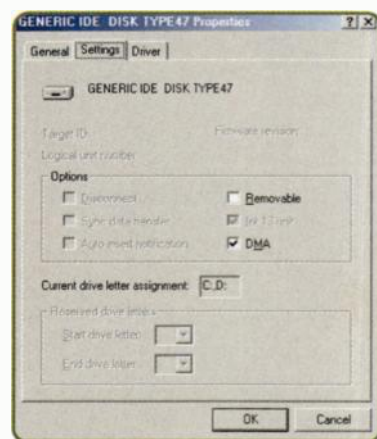 GENERIC IDE DISK TYPE47 Properties
General Settings Driver
GENERIC IDE DISK TYPE47
Target ID: Firmware revision:
Logical unit number:
Options
Disconnect Removable
Sync data transfer Int 13 unit
Auto insert notification DMA
Current drive letter assignment: C:D:
Reserved drive letters
Start drive letter:
End drive letter:
OK Cancel